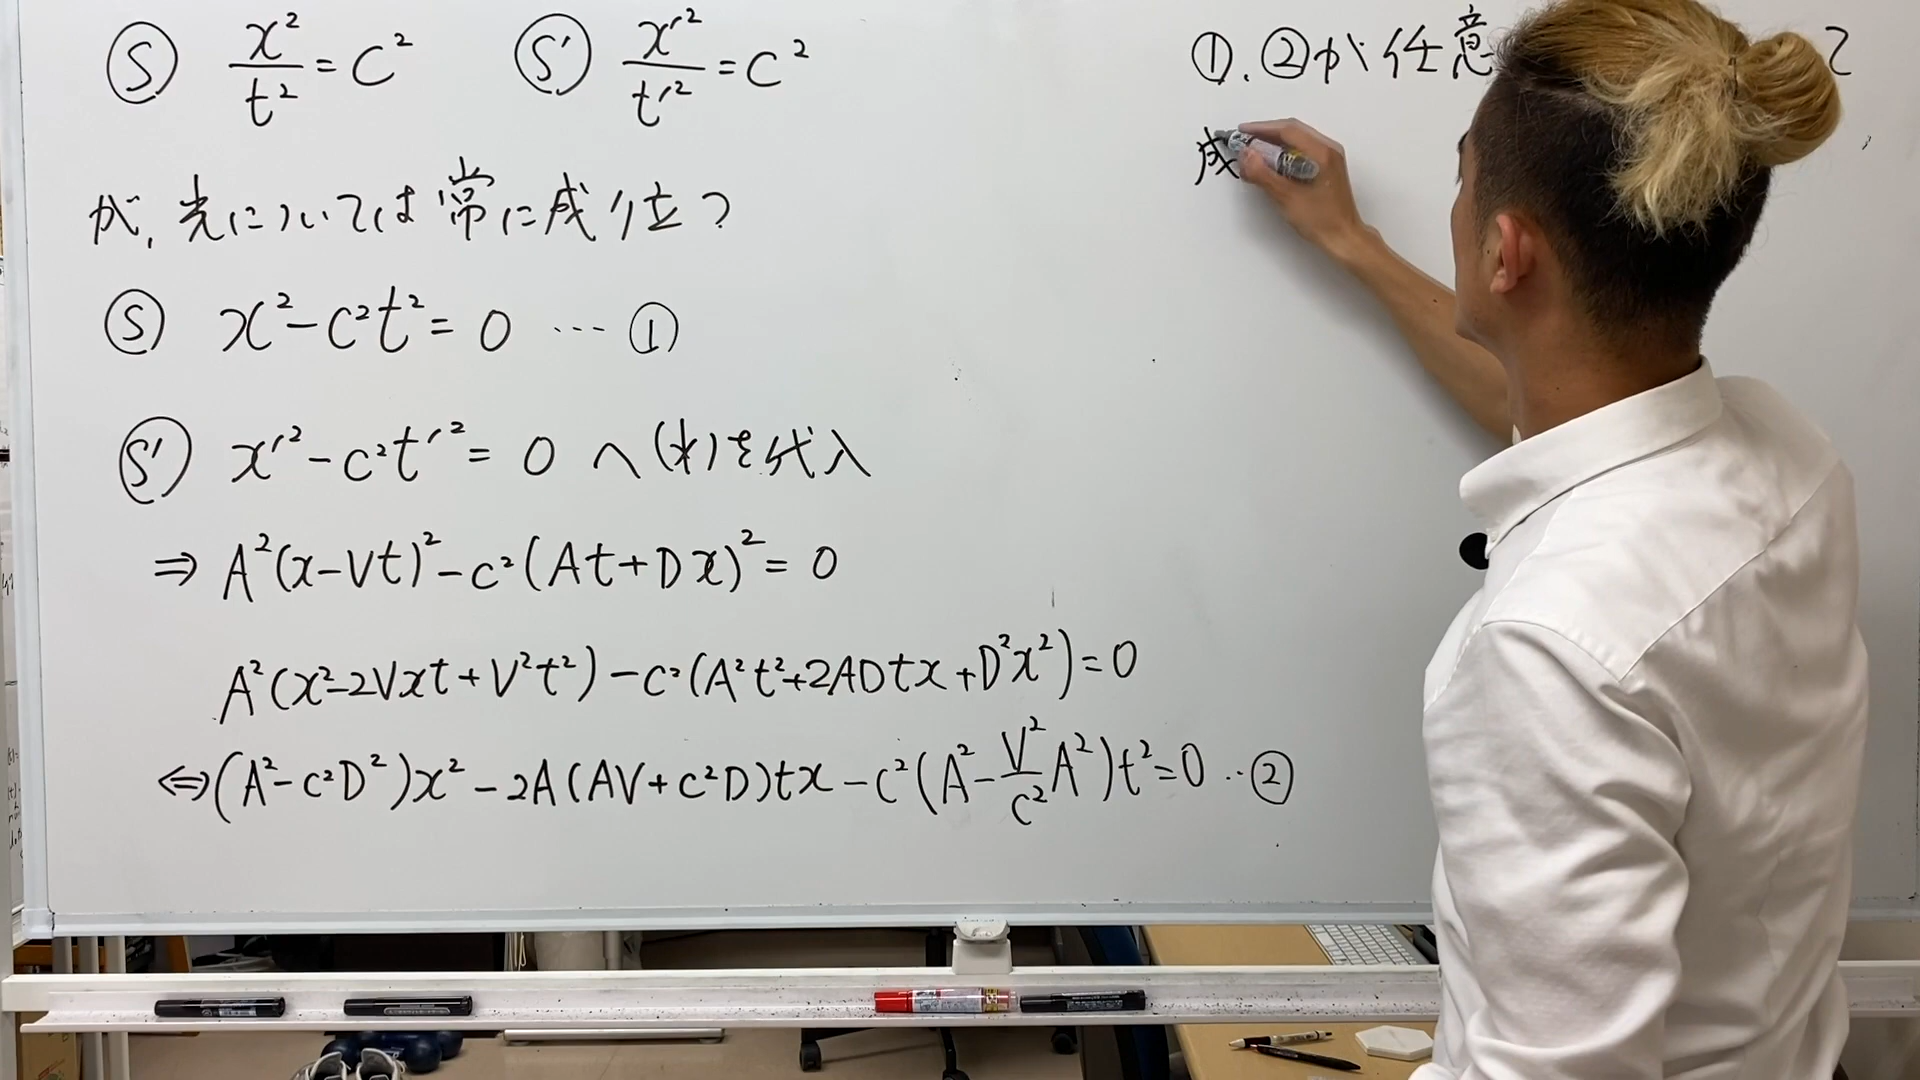 Ⓢ x²/t² = C² Ⓢ' x'²/t'² = C²
が、光については常に成り立つ
Ⓢ x² - c²t² = 0 … ①
Ⓢ' x'² - c²t'² = 0 へ(*)を代入
⇒ A²(x-Vt)² - c²(At+Dx)² = 0
A²(x²-2Vxt+V²t²) - c²(A²t²+2ADtx+D²x²) = 0
⇔ (A²-c²D²)x² - 2A(AV+c²D)tx - c²(A² - V²/c² A²)t² = 0 ‥②
①、②が任意 て
成